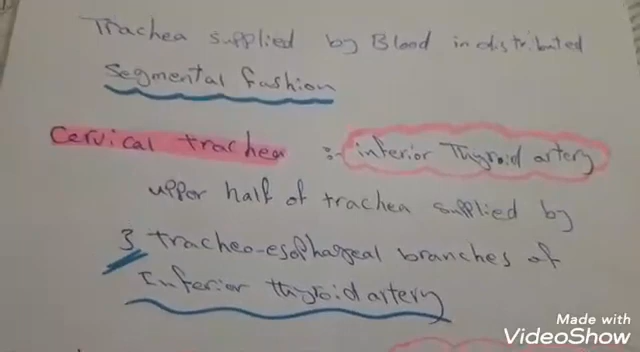 Trachea supplied by Blood in distributed
segmental fashion
Cervical trachea :- inferior Thyroid artery
upper half of trachea supplied by
3 tracheo-esophageal branches of
Inferior thyroid artery
Made with
VideoShow